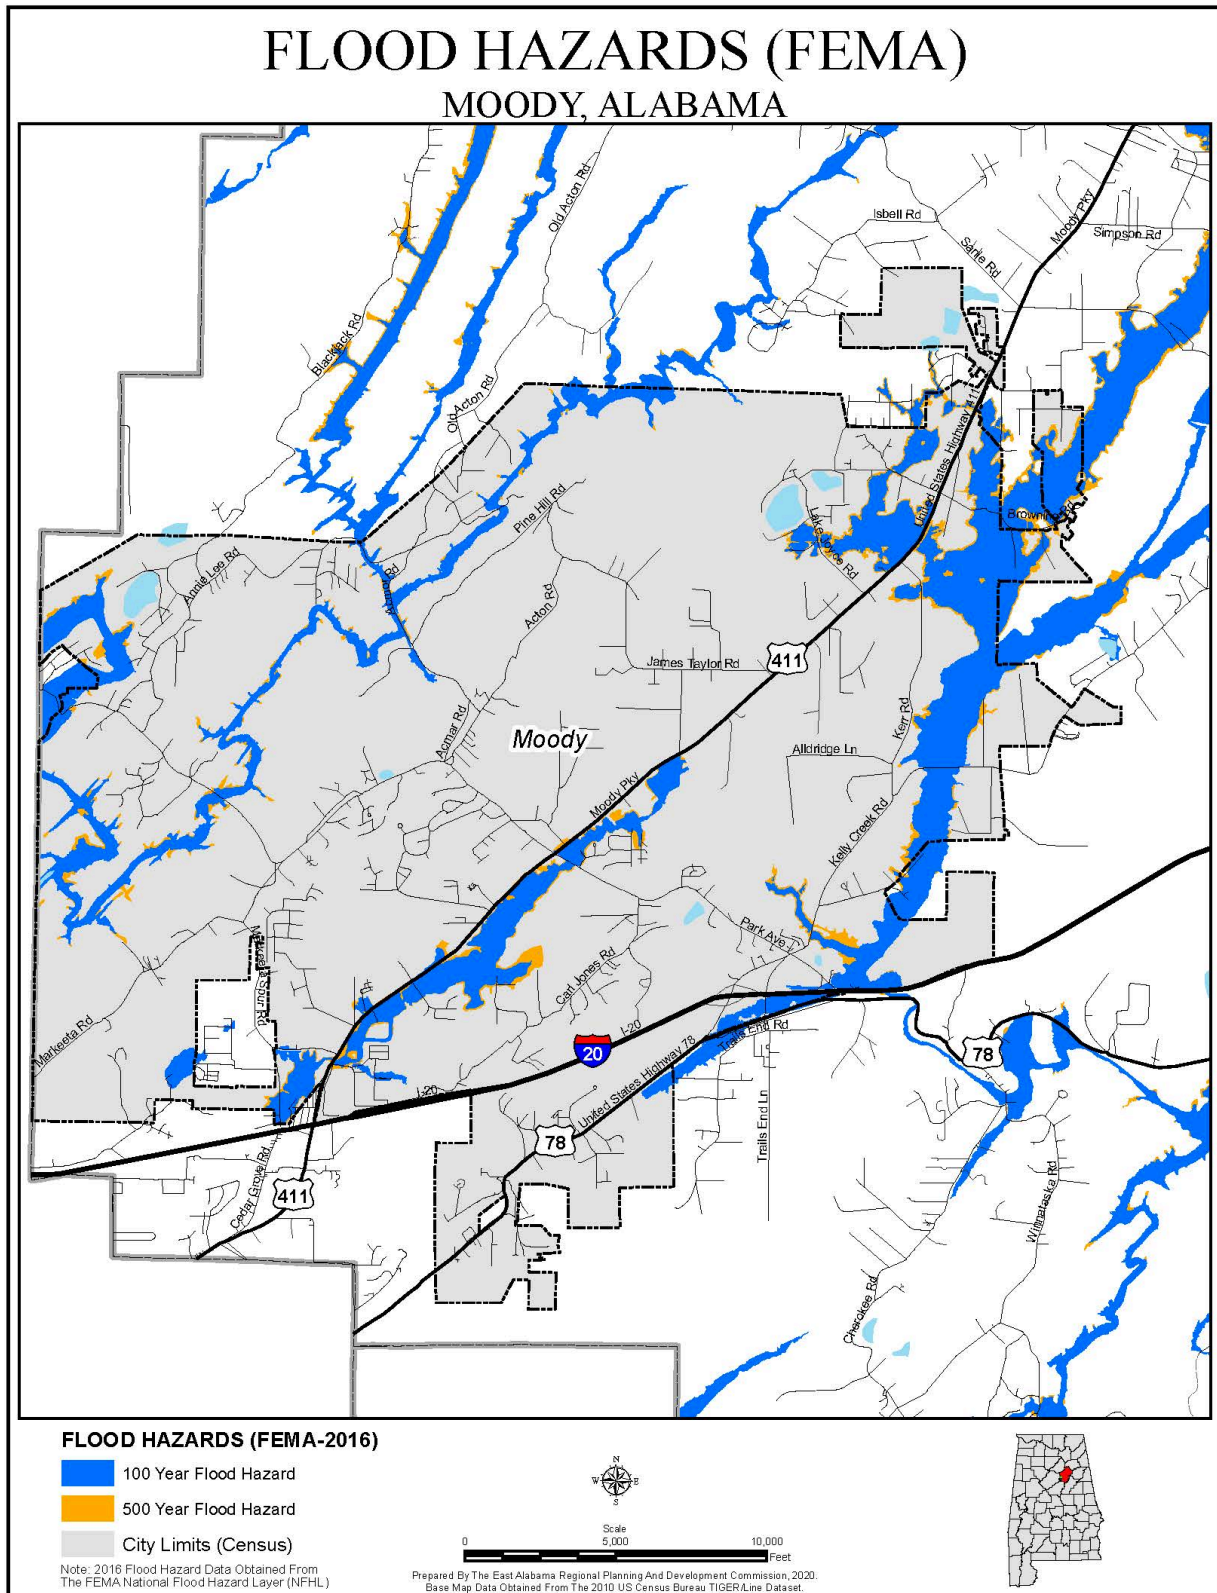 FLOOD HAZARDS (FEMA)
MOODY, ALABAMA
Old Acton Rd
Isbell Rd
Moody Pky
Simpson Rd
Sarile Rd
Blackjack Rd
Old Acton Rd
United States Highway 411
Pine Hill Rd
Lake Joyce Rd
Browning Rd
Annie Lee Rd
Acmar Rd
Acton Rd
James Taylor Rd
411
Kerr Rd
Acmar Rd
Moody
Alldridge Ln
Moody Pky
Kelly Creek Rd
Park Ave
Markeeta Spur Rd
Carl Jones Rd
Markeeta Rd
I-20
20
Trails End Rd
78
United States Highway 78
I-20
78
Trails End Ln
411
Cedar Grove Rd
Winnataska Rd
Cherokee Rd
FLOOD HAZARDS (FEMA-2016)
100 Year Flood Hazard
500 Year Flood Hazard
City Limits (Census)
Note: 2016 Flood Hazard Data Obtained From
The FEMA National Flood Hazard Layer (NFHL)
N
W E
S
Scale
0 5,000 10,000
Feet
Prepared By The East Alabama Regional Planning And Development Commission, 2020.
Base Map Data Obtained From The 2010 US Census Bureau TIGER/Line Dataset.